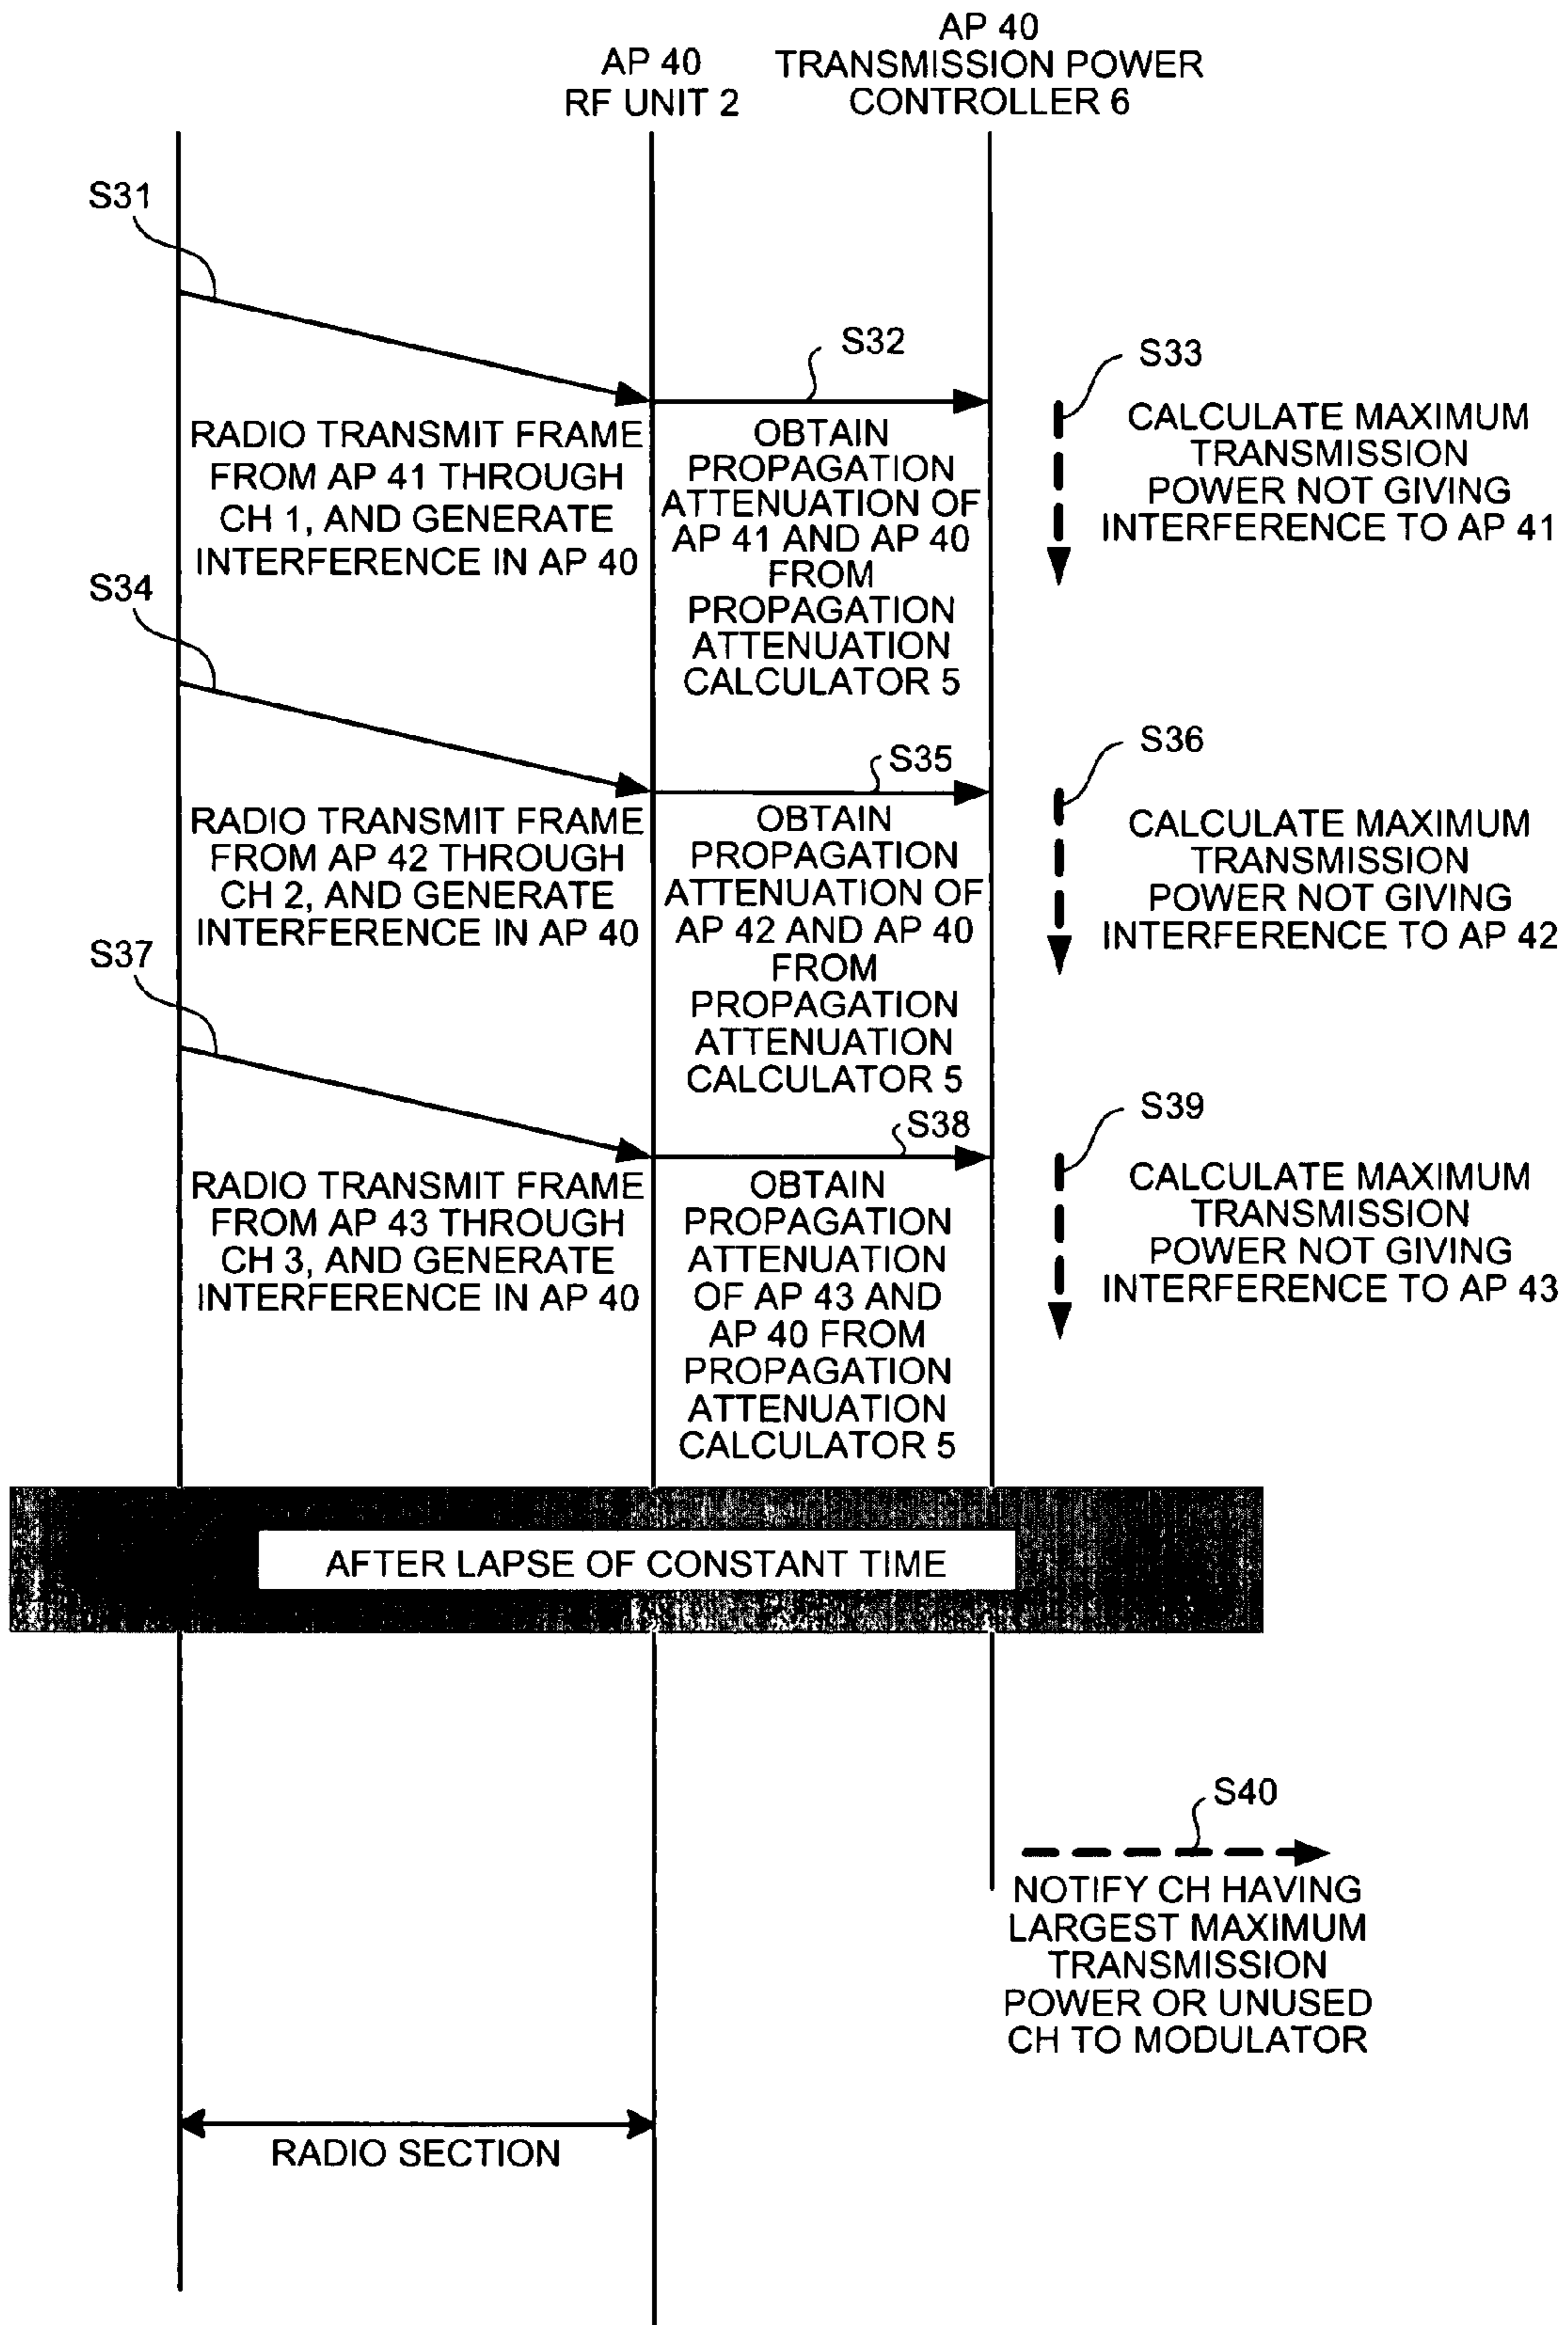 AP 40
RF UNIT 2
AP 40
TRANSMISSION POWER
CONTROLLER 6
S31
S32
S33
RADIO TRANSMIT FRAME
FROM AP 41 THROUGH
CH 1, AND GENERATE
INTERFERENCE IN AP 40
OBTAIN
PROPAGATION
ATTENUATION OF
AP 41 AND AP 40
FROM
PROPAGATION
ATTENUATION
CALCULATOR 5
CALCULATE MAXIMUM
TRANSMISSION
POWER NOT GIVING
INTERFERENCE TO AP 41
S34
S35
S36
RADIO TRANSMIT FRAME
FROM AP 42 THROUGH
CH 2, AND GENERATE
INTERFERENCE IN AP 40
OBTAIN
PROPAGATION
ATTENUATION OF
AP 42 AND AP 40
FROM
PROPAGATION
ATTENUATION
CALCULATOR 5
CALCULATE MAXIMUM
TRANSMISSION
POWER NOT GIVING
INTERFERENCE TO AP 42
S37
S38
S39
RADIO TRANSMIT FRAME
FROM AP 43 THROUGH
CH 3, AND GENERATE
INTERFERENCE IN AP 40
OBTAIN
PROPAGATION
ATTENUATION
OF AP 43 AND
AP 40 FROM
PROPAGATION
ATTENUATION
CALCULATOR 5
CALCULATE MAXIMUM
TRANSMISSION
POWER NOT GIVING
INTERFERENCE TO AP 43
AFTER LAPSE OF CONSTANT TIME
S40
NOTIFY CH HAVING
LARGEST MAXIMUM
TRANSMISSION
POWER OR UNUSED
CH TO MODULATOR
RADIO SECTION